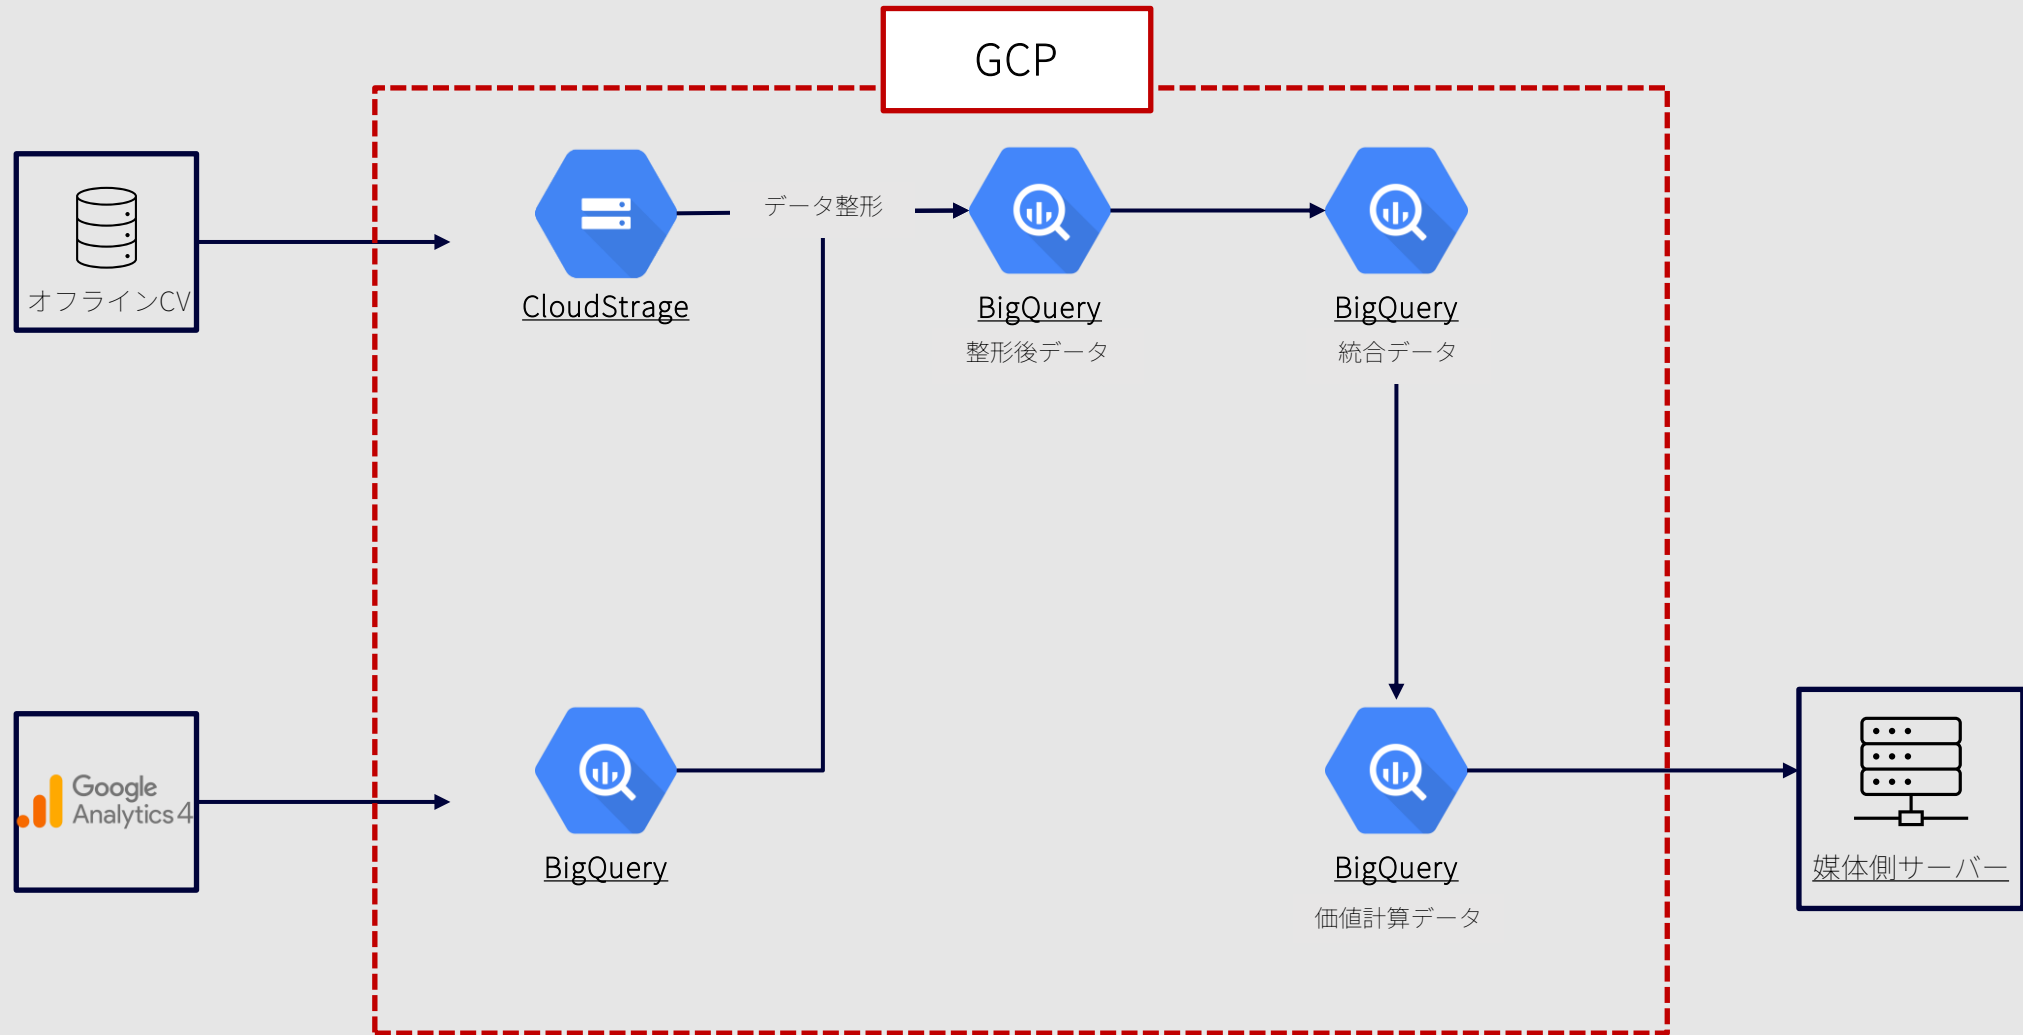 GCP
データ整形
オフラインCV
CloudStrage
BigQuery
整形後データ
BigQuery
統合データ
Google
Analytics 4
BigQuery
BigQuery
価値計算データ
媒体側サーバー